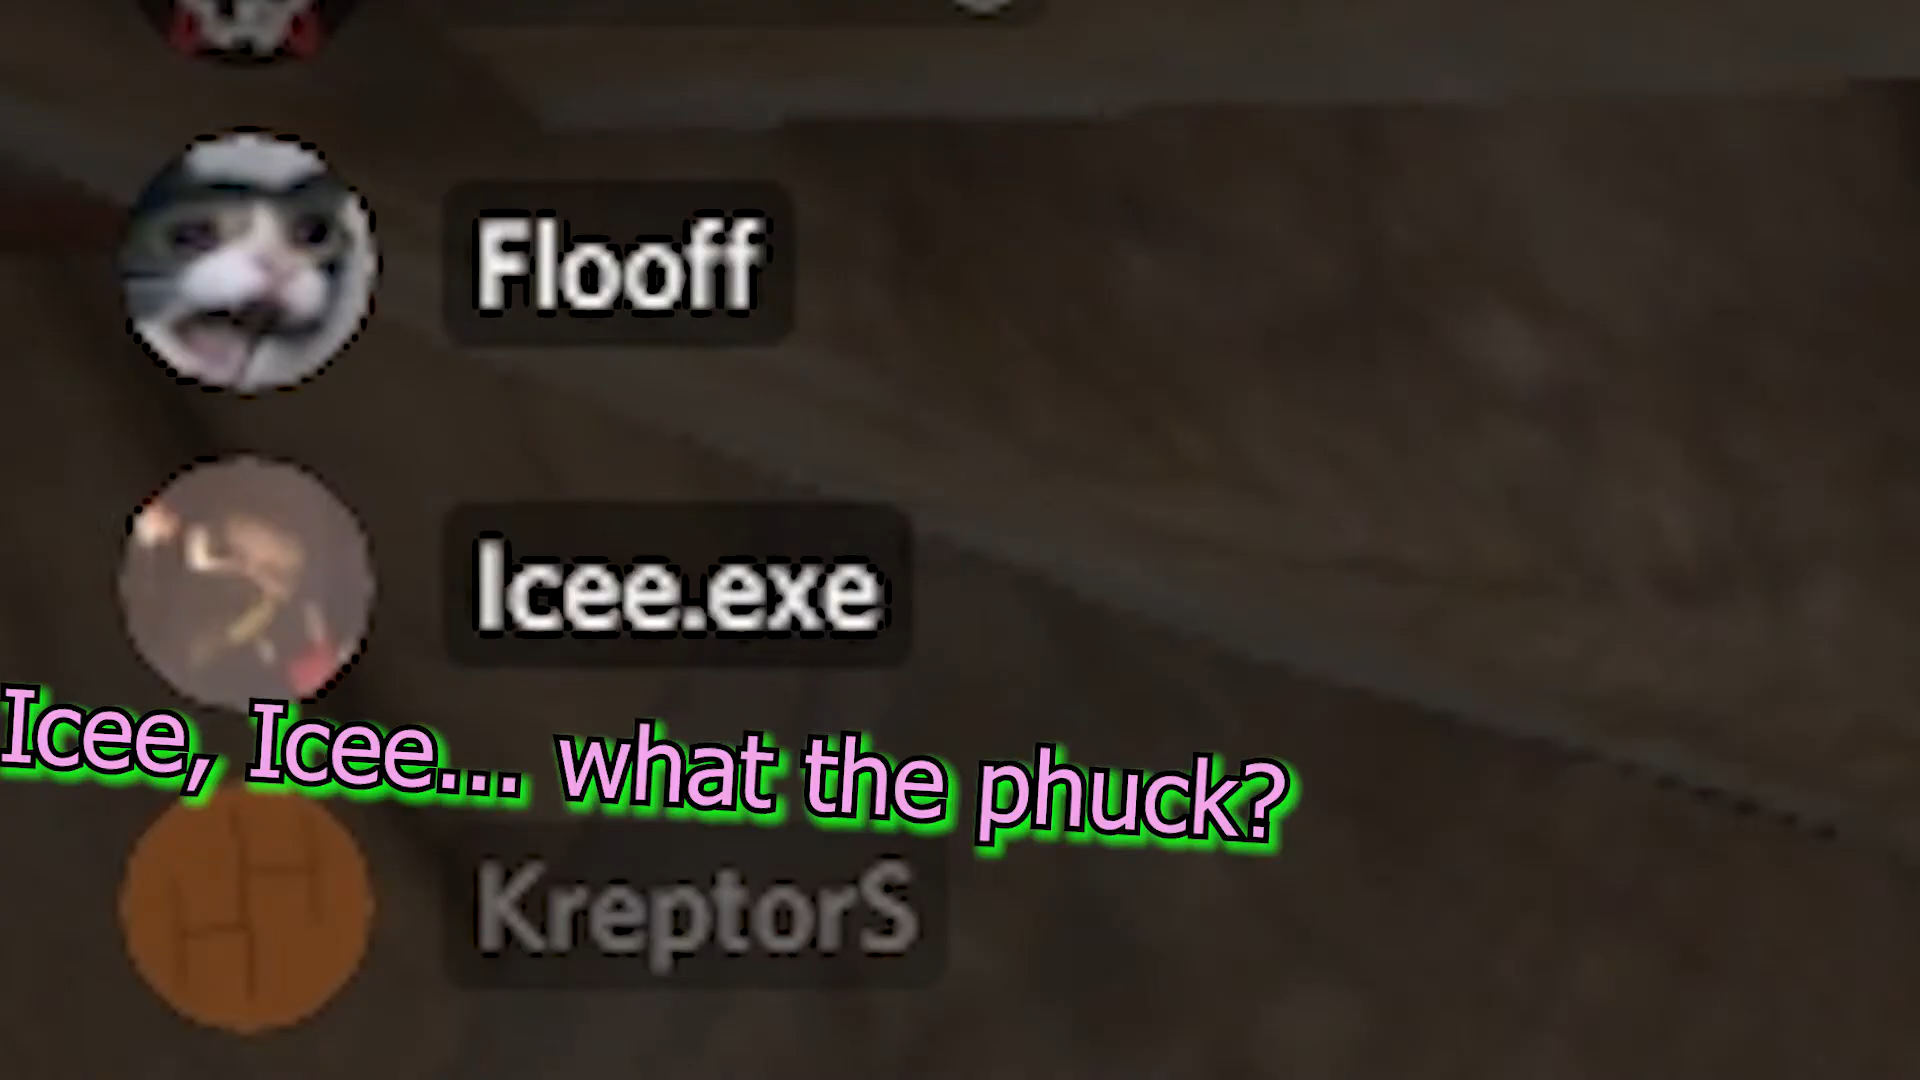 Flooff
Icee.exe
Icee, Icee... what the phuck?
KreptorS